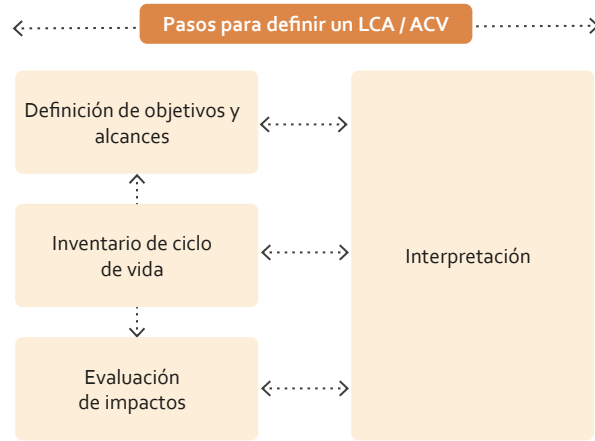 Pasos para definir un LCA / ACV
Definición de objetivos y
alcances
Inventario de ciclo
de vida
Evaluación
de impactos
Interpretación